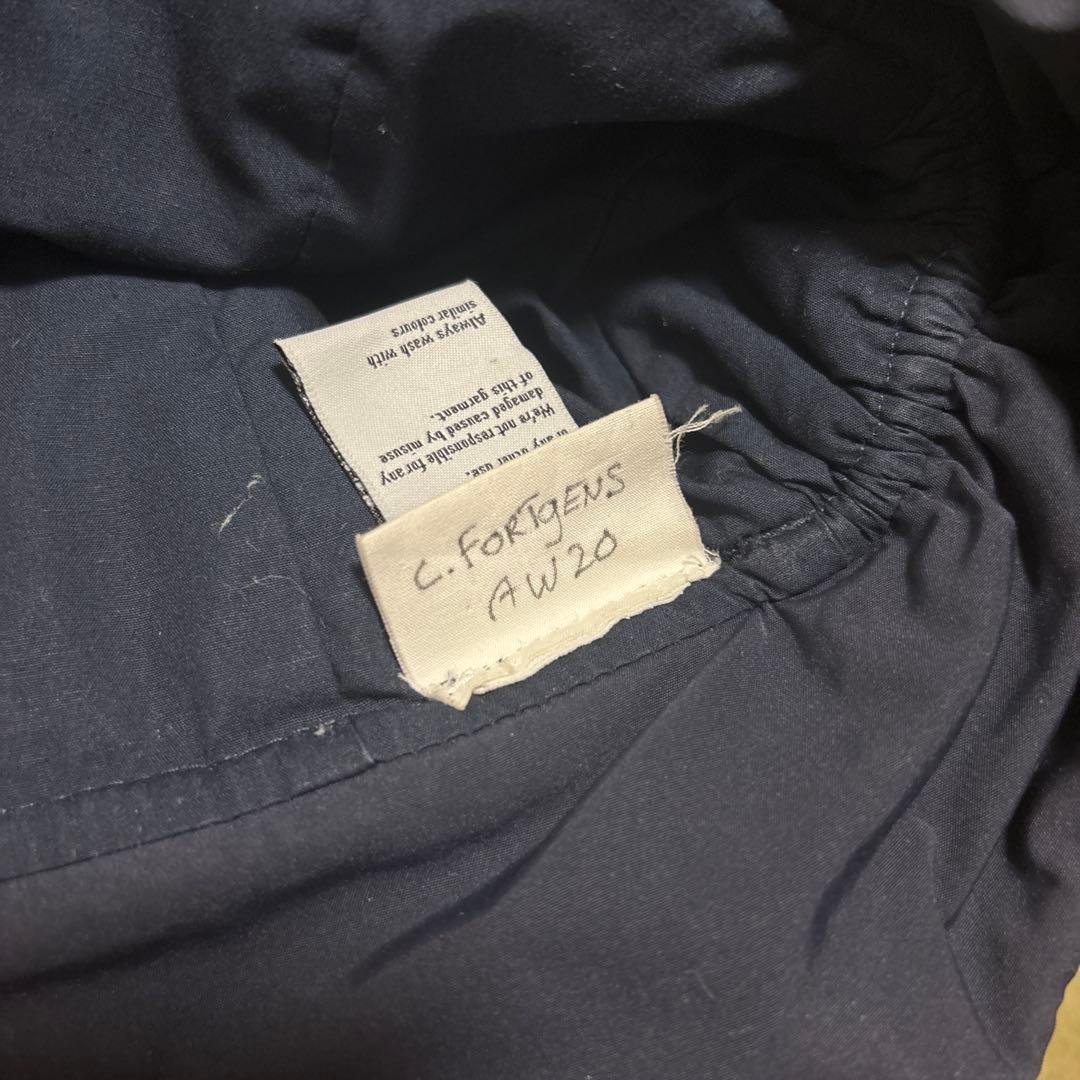 Always wash with
similar colours
We're not responsible for any
damaged caused by misuse
of this garment.
C. FORTGENS
AW20